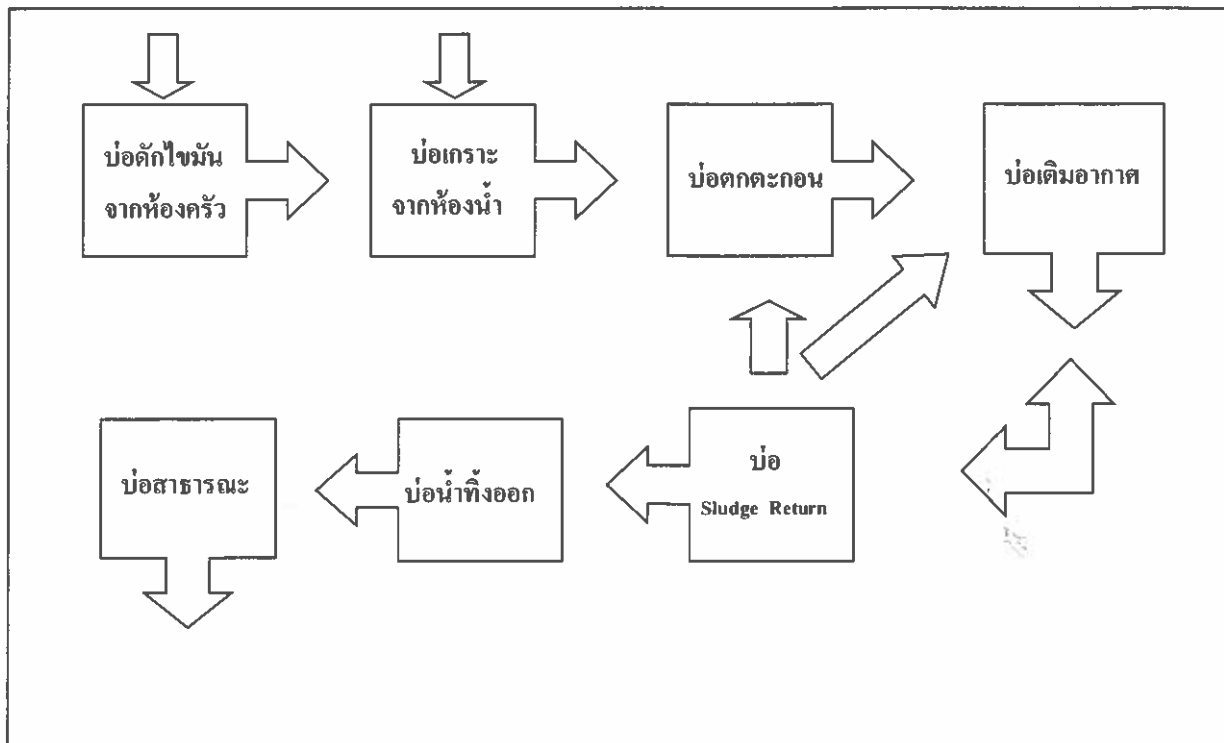 บ่อดักไขมัน
จากห้องครัว
บ่อเกราะ
จากห้องน้ำ
บ่อตกตะกอน
บ่อเติมอากาศ
บ่อสาธารณะ
บ่อน้ำทิ้งออก
บ่อ
Sludge Return